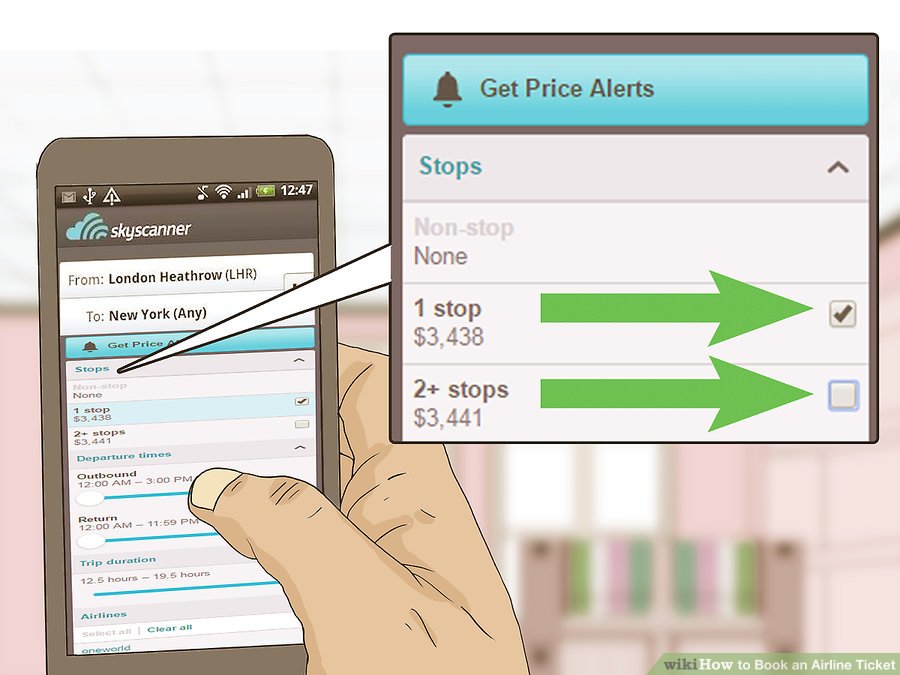 12:47
skyscanner
From: London Heathrow (LHR)
To: New York (Any)
Get Price
Stops
Non-stop
None
1 stop
$3,438
2+ stops
$3,441
Departure times
Outbound
12:00 AM – 3:00 PM
Return
12:00 AM – 11:59 PM
Trip duration
12.5 hours – 19.5 hours
Airlines
Select all | Clear all
oneworld
Get Price Alerts
Stops
Non-stop
None
1 stop
$3,438
2+ stops
$3,441
wikiHow to Book an Airline Ticket